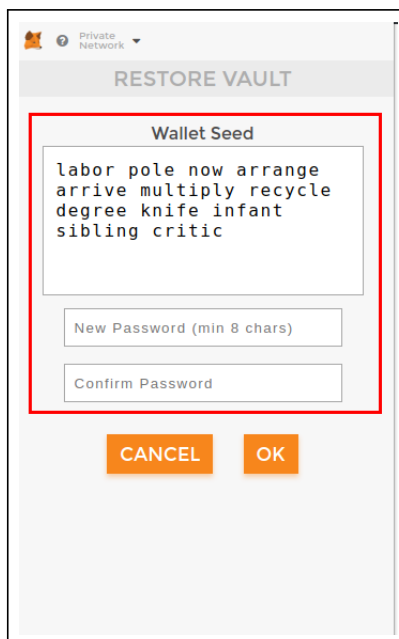 Private
Network
RESTORE VAULT
Wallet Seed
labor pole now arrange
arrive multiply recycle
degree knife infant
sibling critic
New Password (min 8 chars)
Confirm Password
CANCEL OK